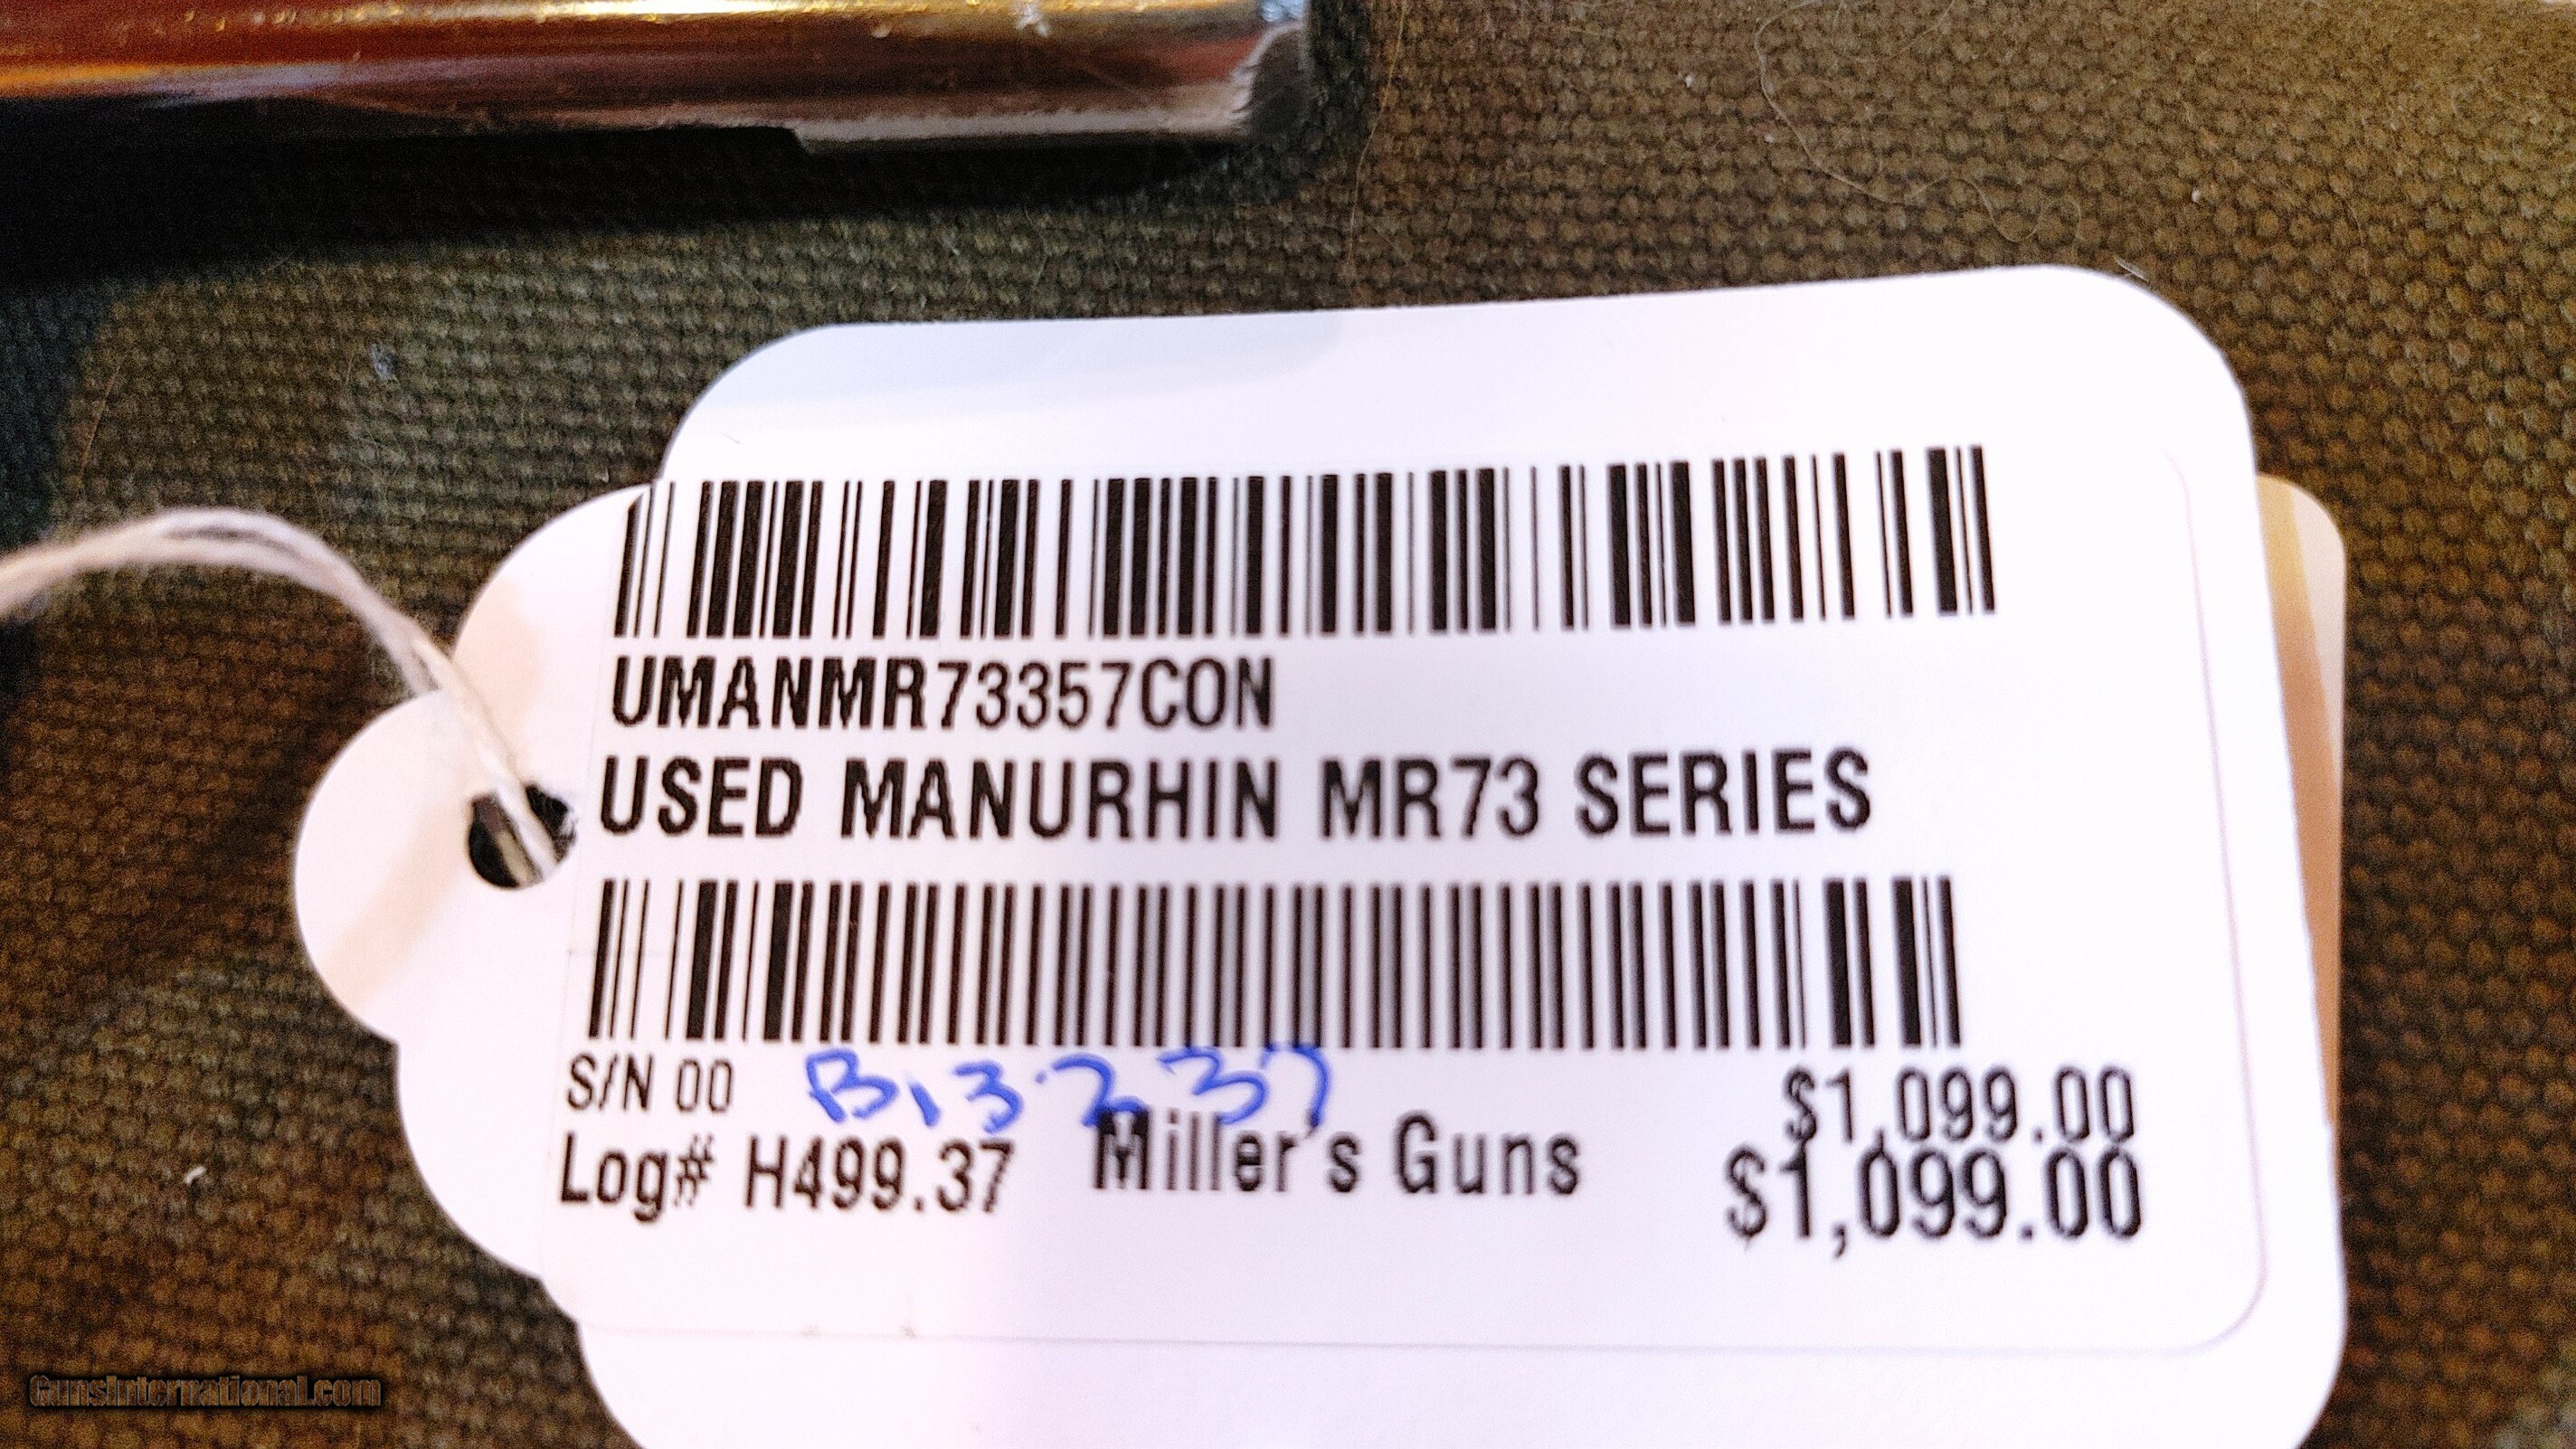 UMANMR73357CON
USED MANURHIN MR73 SERIES
S/N 00 B13237 $1,099.00
Log# H499.37 Miller's Guns $1,099.00
GunsInternational.com